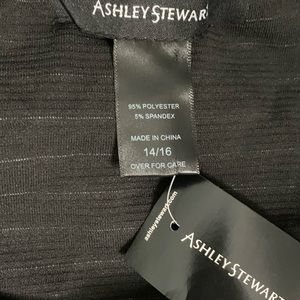 ASHLEY STEWART
95% POLYESTER
5% SPANDEX
MADE IN CHINA
14/16
OVER FOR CARE
ashleystewart.com
ASHLEY STEWART